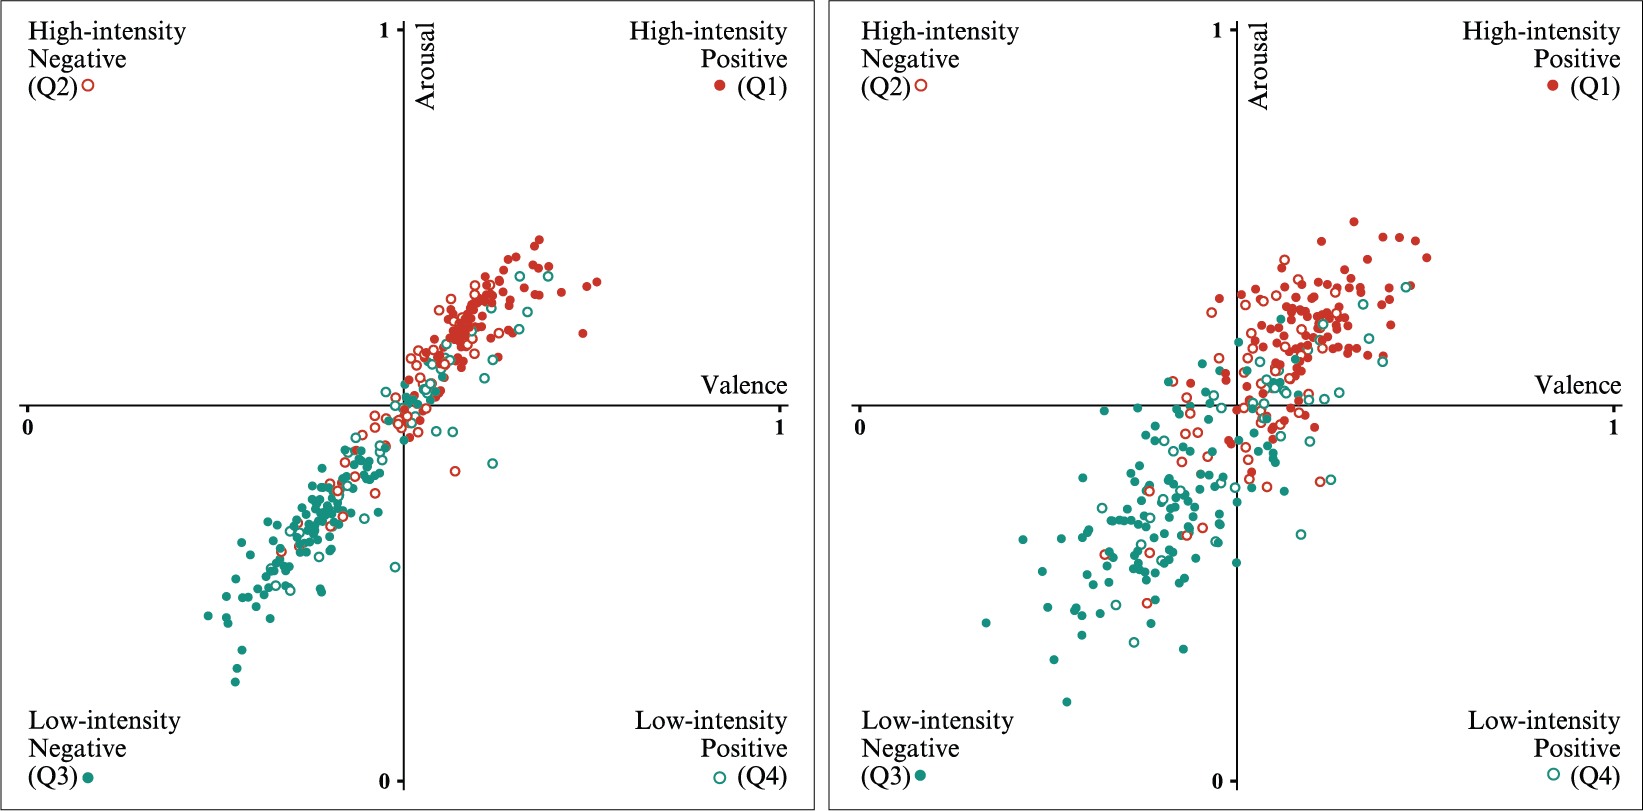 High-intensity
Negative
(Q2)
1
Arousal
High-intensity
Positive
(Q1)
Valence
0
1
Low-intensity
Negative
(Q3)
0
Low-intensity
Positive
(Q4)
High-intensity
Negative
(Q2)
1
Arousal
High-intensity
Positive
(Q1)
Valence
0
1
Low-intensity
Negative
(Q3)
0
Low-intensity
Positive
(Q4)